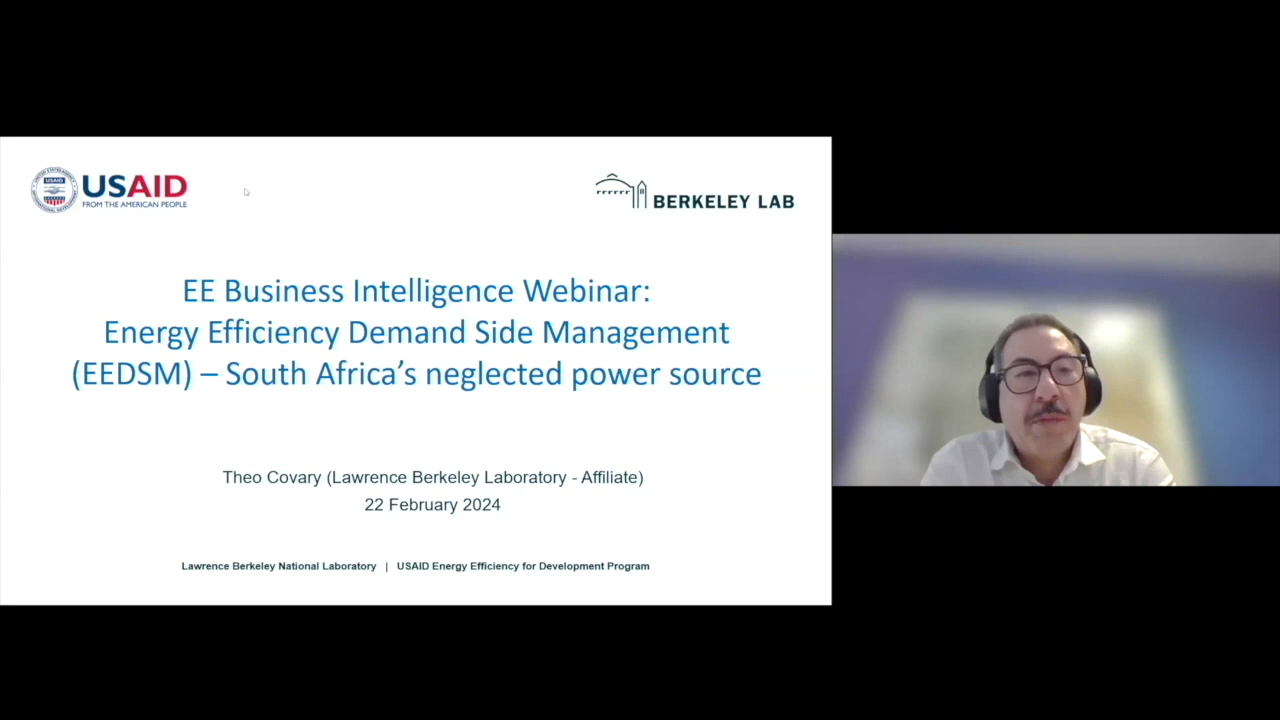 USAID
FROM THE AMERICAN PEOPLE
BERKELEY LAB
EE Business Intelligence Webinar:
Energy Efficiency Demand Side Management
(EEDSM) – South Africa's neglected power source
Theo Covary (Lawrence Berkeley Laboratory - Affiliate)
22 February 2024
Lawrence Berkeley National Laboratory | USAID Energy Efficiency for Development Program